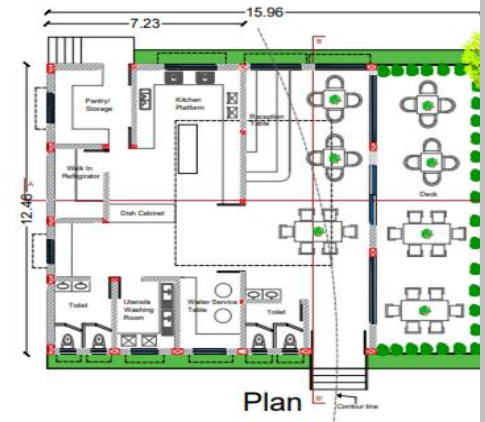 15.96
7.23
B
Pantry/
Storage
Kitchen
Platform
Reception
Table
Walk In
Refrigirator
A
12.46
Dish Cabinet
Deck
Toilet
Utensils
Washing
Room
Waiter Service
Table
Toilet
B'
Plan
Contour line